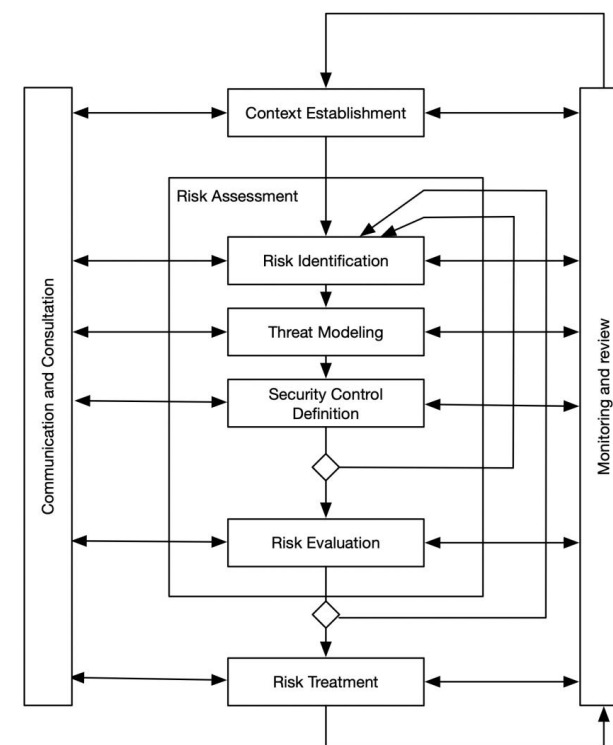 Context Establishment
Risk Assessment
Risk Identification
Threat Modeling
Security Control
Definition
Risk Evaluation
Risk Treatment
Communication and Consultation
Monitoring and review